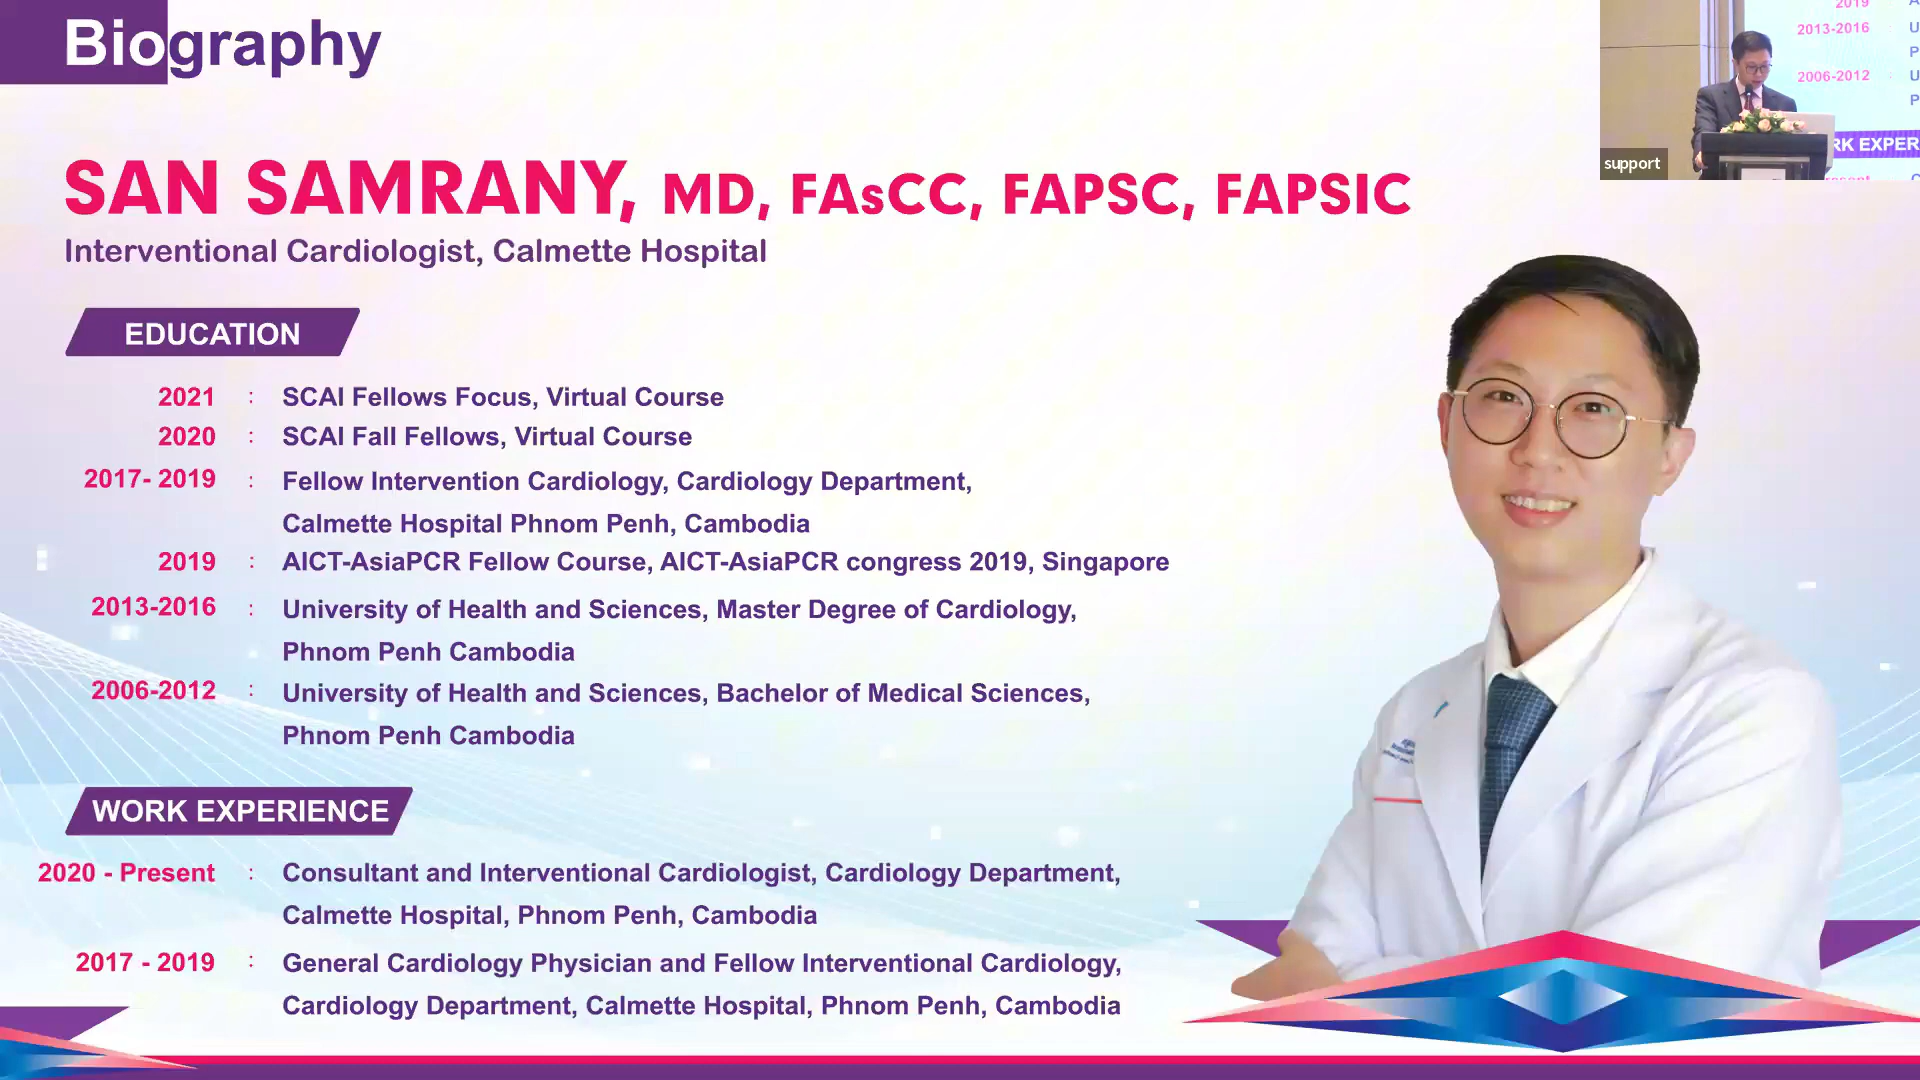 Biography
SAN SAMRANY, MD, FAsCC, FAPSC, FAPSIC
Interventional Cardiologist, Calmette Hospital
EDUCATION
2021 : SCAI Fellows Focus, Virtual Course
2020 : SCAI Fall Fellows, Virtual Course
2017- 2019 : Fellow Intervention Cardiology, Cardiology Department,
Calmette Hospital Phnom Penh, Cambodia
2019 : AICT-AsiaPCR Fellow Course, AICT-AsiaPCR congress 2019, Singapore
2013-2016 : University of Health and Sciences, Master Degree of Cardiology,
Phnom Penh Cambodia
2006-2012 : University of Health and Sciences, Bachelor of Medical Sciences,
Phnom Penh Cambodia
WORK EXPERIENCE
2020 - Present : Consultant and Interventional Cardiologist, Cardiology Department,
Calmette Hospital, Phnom Penh, Cambodia
2017 - 2019 : General Cardiology Physician and Fellow Interventional Cardiology,
Cardiology Department, Calmette Hospital, Phnom Penh, Cambodia
2019
2013-2016 : U
P
2006-2012 : U
P
RK EXPER
support